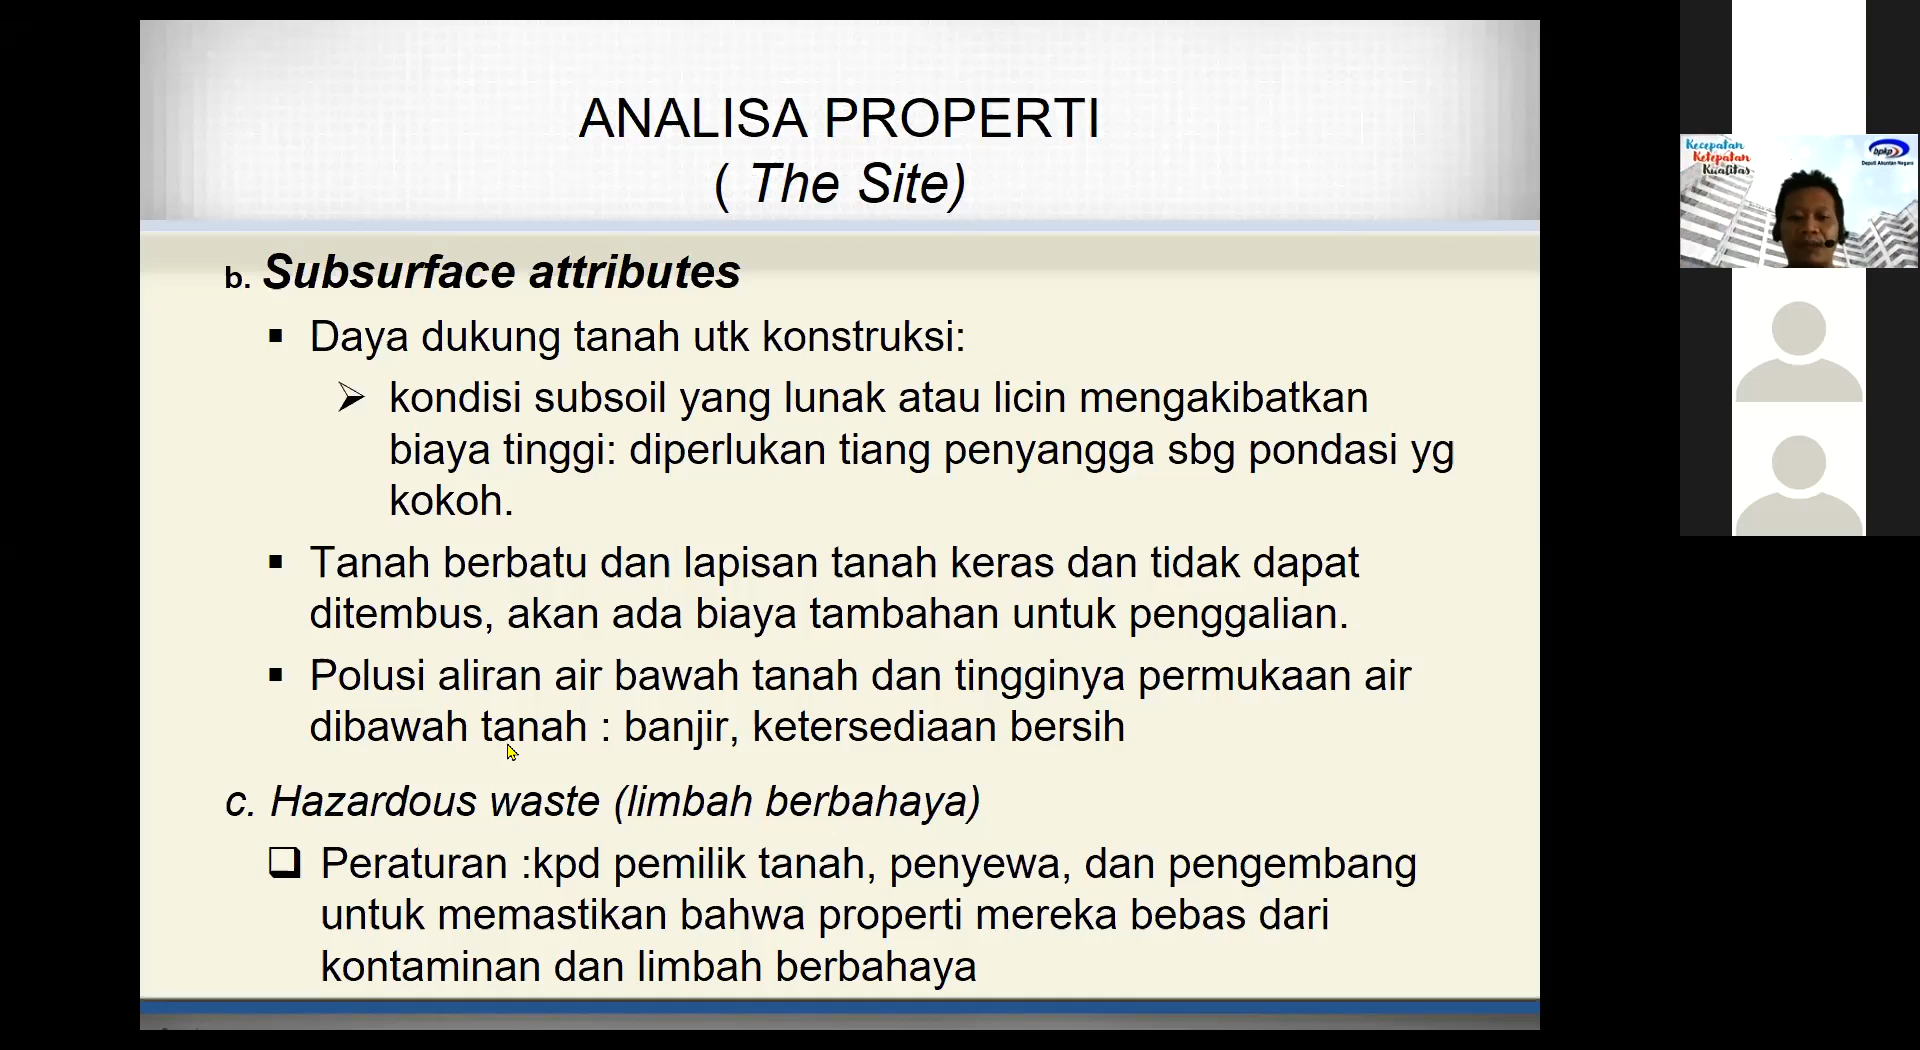 ANALISA PROPERTI
( The Site)
b. Subsurface attributes
▪ Daya dukung tanah utk konstruksi:
➢ kondisi subsoil yang lunak atau licin mengakibatkan
biaya tinggi: diperlukan tiang penyangga sbg pondasi yg
kokoh.
▪ Tanah berbatu dan lapisan tanah keras dan tidak dapat
ditembus, akan ada biaya tambahan untuk penggalian.
▪ Polusi aliran air bawah tanah dan tingginya permukaan air
dibawah tanah : banjir, ketersediaan bersih
c. Hazardous waste (limbah berbahaya)
❑ Peraturan :kpd pemilik tanah, penyewa, dan pengembang
untuk memastikan bahwa properti mereka bebas dari
kontaminan dan limbah berbahaya
Kecepatan
Ketepatan
Kualitas
bpkp
Deputi Akuntan Negara